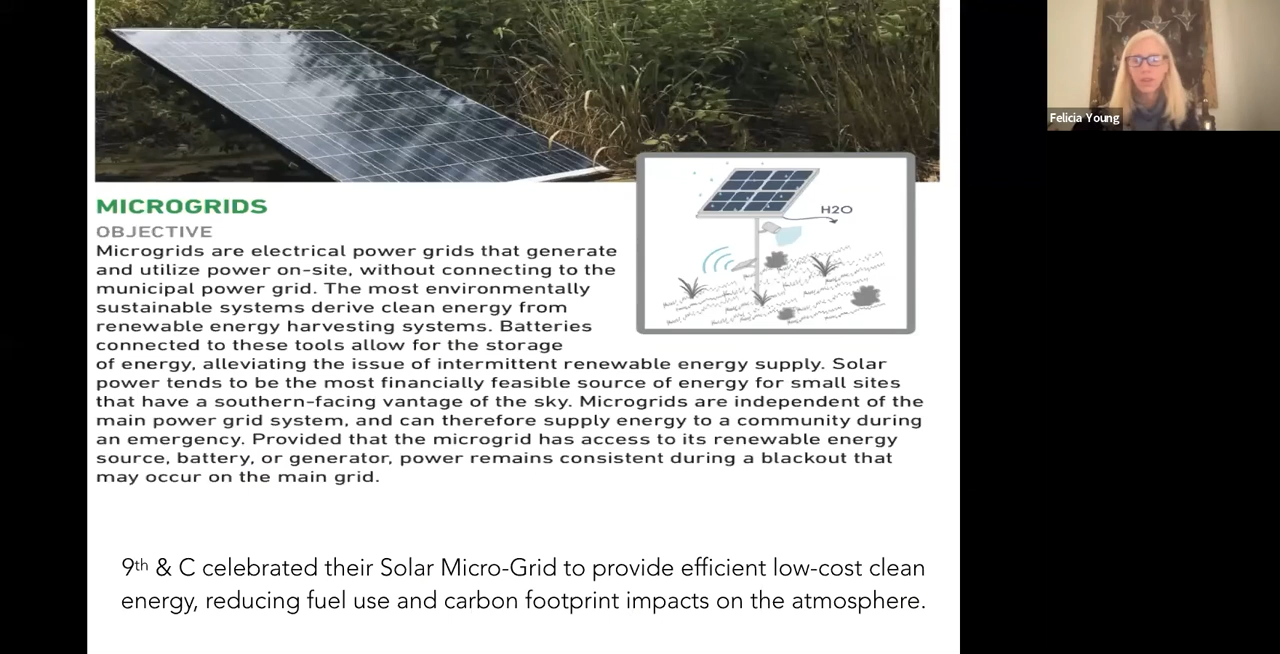 Felicia Young
H2O
MICROGRIDS
OBJECTIVE
Microgrids are electrical power grids that generate
and utilize power on-site, without connecting to the
municipal power grid. The most environmentally
sustainable systems derive clean energy from
renewable energy harvesting systems. Batteries
connected to these tools allow for the storage
of energy, alleviating the issue of intermittent renewable energy supply. Solar
power tends to be the most financially feasible source of energy for small sites
that have a southern-facing vantage of the sky. Microgrids are independent of the
main power grid system, and can therefore supply energy to a community during
an emergency. Provided that the microgrid has access to its renewable energy
source, battery, or generator, power remains consistent during a blackout that
may occur on the main grid.
9th & C celebrated their Solar Micro-Grid to provide efficient low-cost clean
energy, reducing fuel use and carbon footprint impacts on the atmosphere.